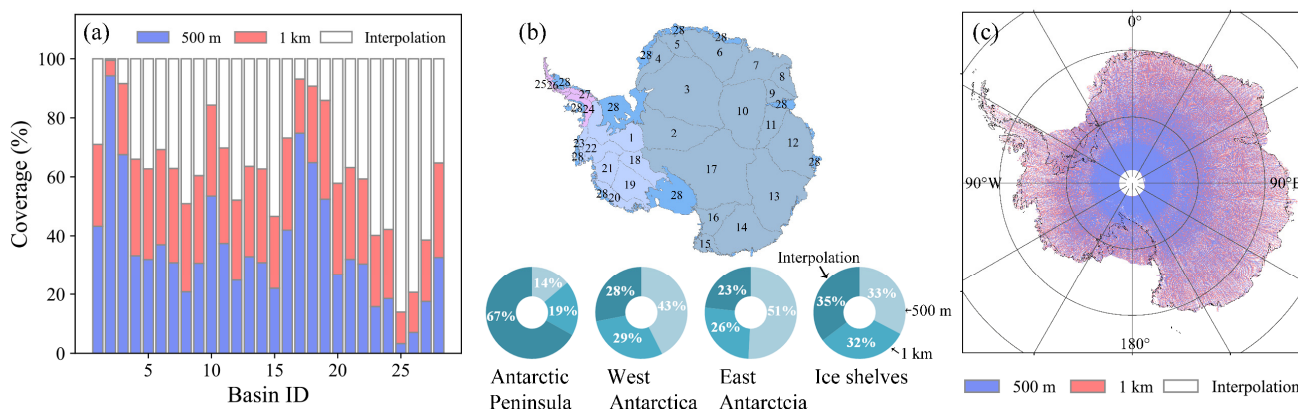 (a)
500 m 1 km Interpolation
Coverage (%)
100
80
60
40
20
0
5 10 15 20 25
Basin ID
(b)
28
5
28
6
28
4
7
8
25
26
28
27
28
24
28
3
9
28
10
11
1
2
12
23
22
28
18
17
28
21
19
28
20
28
13
16
14
15
Interpolation
14%
19%
67%
28%
43%
29%
23%
51%
26%
35%
33%
32%
500 m
1 km
Antarctic
Peninsula
West
Antarctica
East
Antarctcia
Ice shelves
(c)
0°
90°W
90°E
180°
500 m 1 km Interpolation